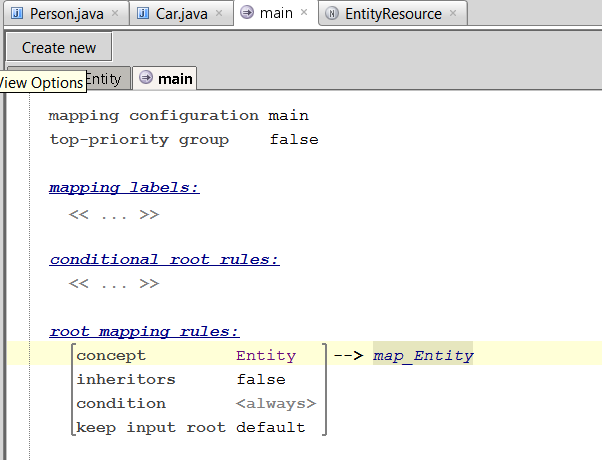 Person.java Car.java main EntityResource
Create new
View Options Entity main
mapping configuration main
top-priority group false
mapping labels:
<< ... >>
conditional root rules:
<< ... >>
root mapping rules:
concept Entity --> map_Entity
inheritors false
condition <always>
keep input root default